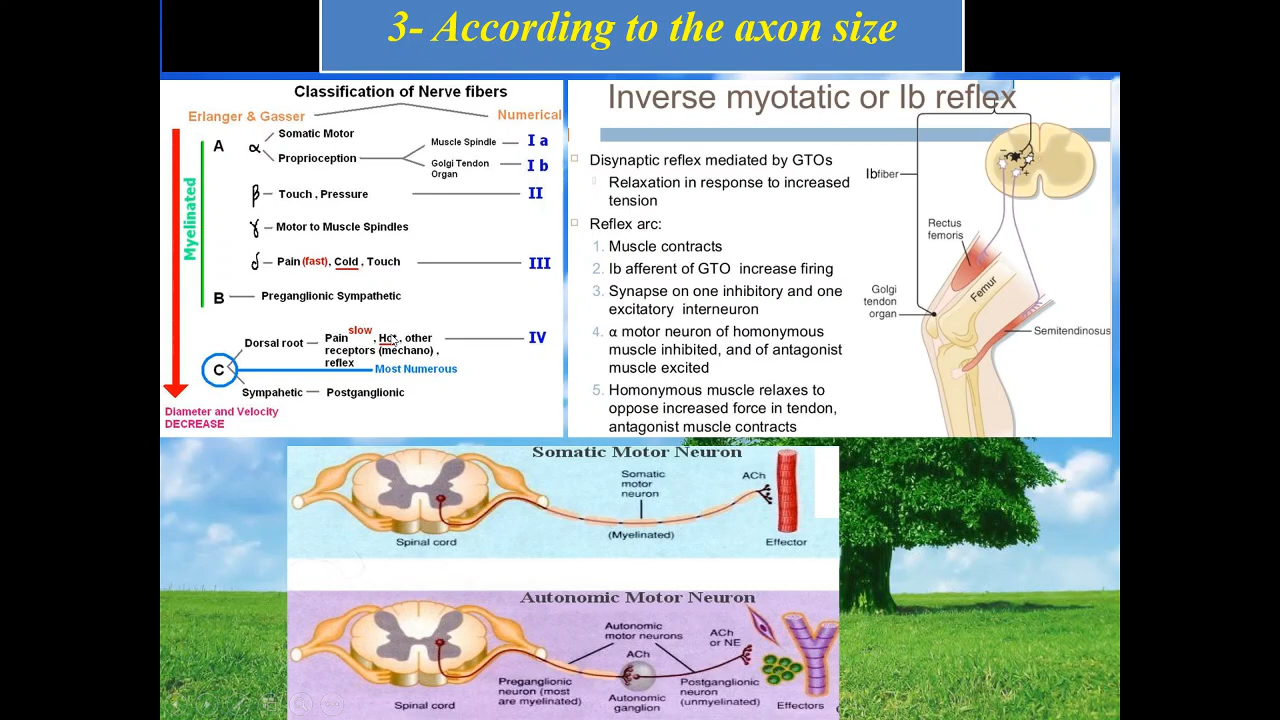 3- According to the axon size
Classification of Nerve fibers
Erlanger & Gasser
Numerical
A
α
Somatic Motor
Proprioception
Muscle Spindle
I a
Golgi Tendon
Organ
I b
β
Touch , Pressure
II
γ
Motor to Muscle Spindles
δ
Pain (fast), Cold , Touch
III
B
Preganglionic Sympathetic
Myelinated
slow
Dorsal root
Pain , Hot, other
receptors (mechano) ,
reflex
IV
C
Most Numerous
Sympahetic
Postganglionic
Diameter and Velocity
DECREASE
Inverse myotatic or Ib reflex
Disynaptic reflex mediated by GTOs
Relaxation in response to increased
tension
Reflex arc:
1. Muscle contracts
2. Ib afferent of GTO increase firing
3. Synapse on one inhibitory and one
excitatory interneuron
4. α motor neuron of homonymous
muscle inhibited, and of antagonist
muscle excited
5. Homonymous muscle relaxes to
oppose increased force in tendon,
antagonist muscle contracts
Ib fiber
Rectus
femoris
Femur
Golgi
tendon
organ
Semitendinosus
Somatic Motor Neuron
Somatic
motor
neuron
ACh
Spinal cord
(Myelinated)
Effector
Autonomic Motor Neuron
Autonomic
motor neurons
ACh
or NE
ACh
Preganglionic
neuron (most
are myelinated)
Postganglionic
neuron
(unmyelinated)
Spinal cord
Autonomic
ganglion
Effectors